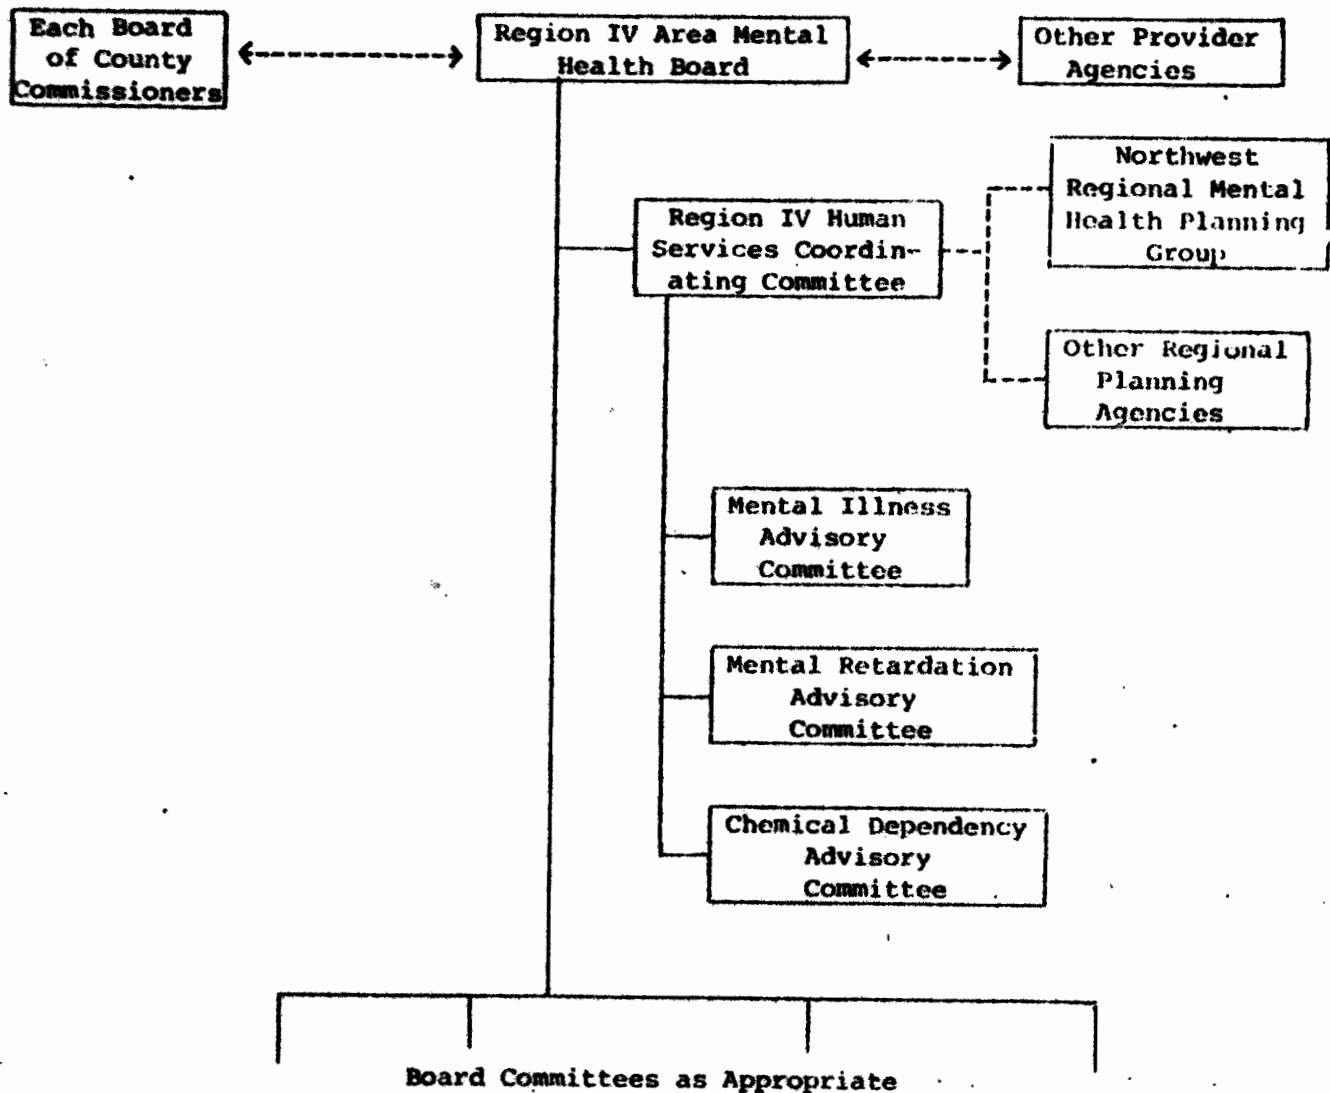 Each Board
of County
Commissioners
Region IV Area Mental
Health Board
Other Provider
Agencies
Northwest
Regional Mental
Health Planning
Group
Region IV Human
Services Coordin-
ating Committee
Other Regional
Planning
Agencies
Mental Illness
Advisory
Committee
Mental Retardation
Advisory
Committee
Chemical Dependency
Advisory
Committee
Board Committees as Appropriate